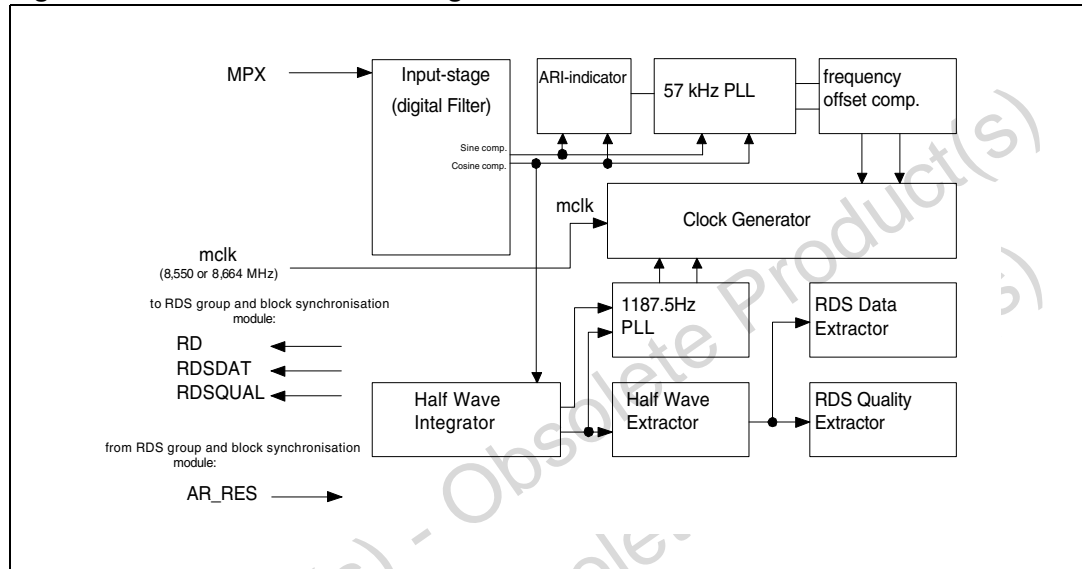 MPX
Input-stage
(digital Filter)
Sine comp.
Cosine comp.
ARI-indicator
57 kHz PLL
frequency
offset comp.
mclk
Clock Generator
mclk
(8,550 or 8,664 MHz)
to RDS group and block synchronisation
module:
RD
RDSDAT
RDSQUAL
1187.5Hz
PLL
RDS Data
Extractor
Half Wave
Integrator
Half Wave
Extractor
RDS Quality
Extractor
from RDS group and block synchronisation
module:
AR_RES
(s) - Obsolete Product(s)